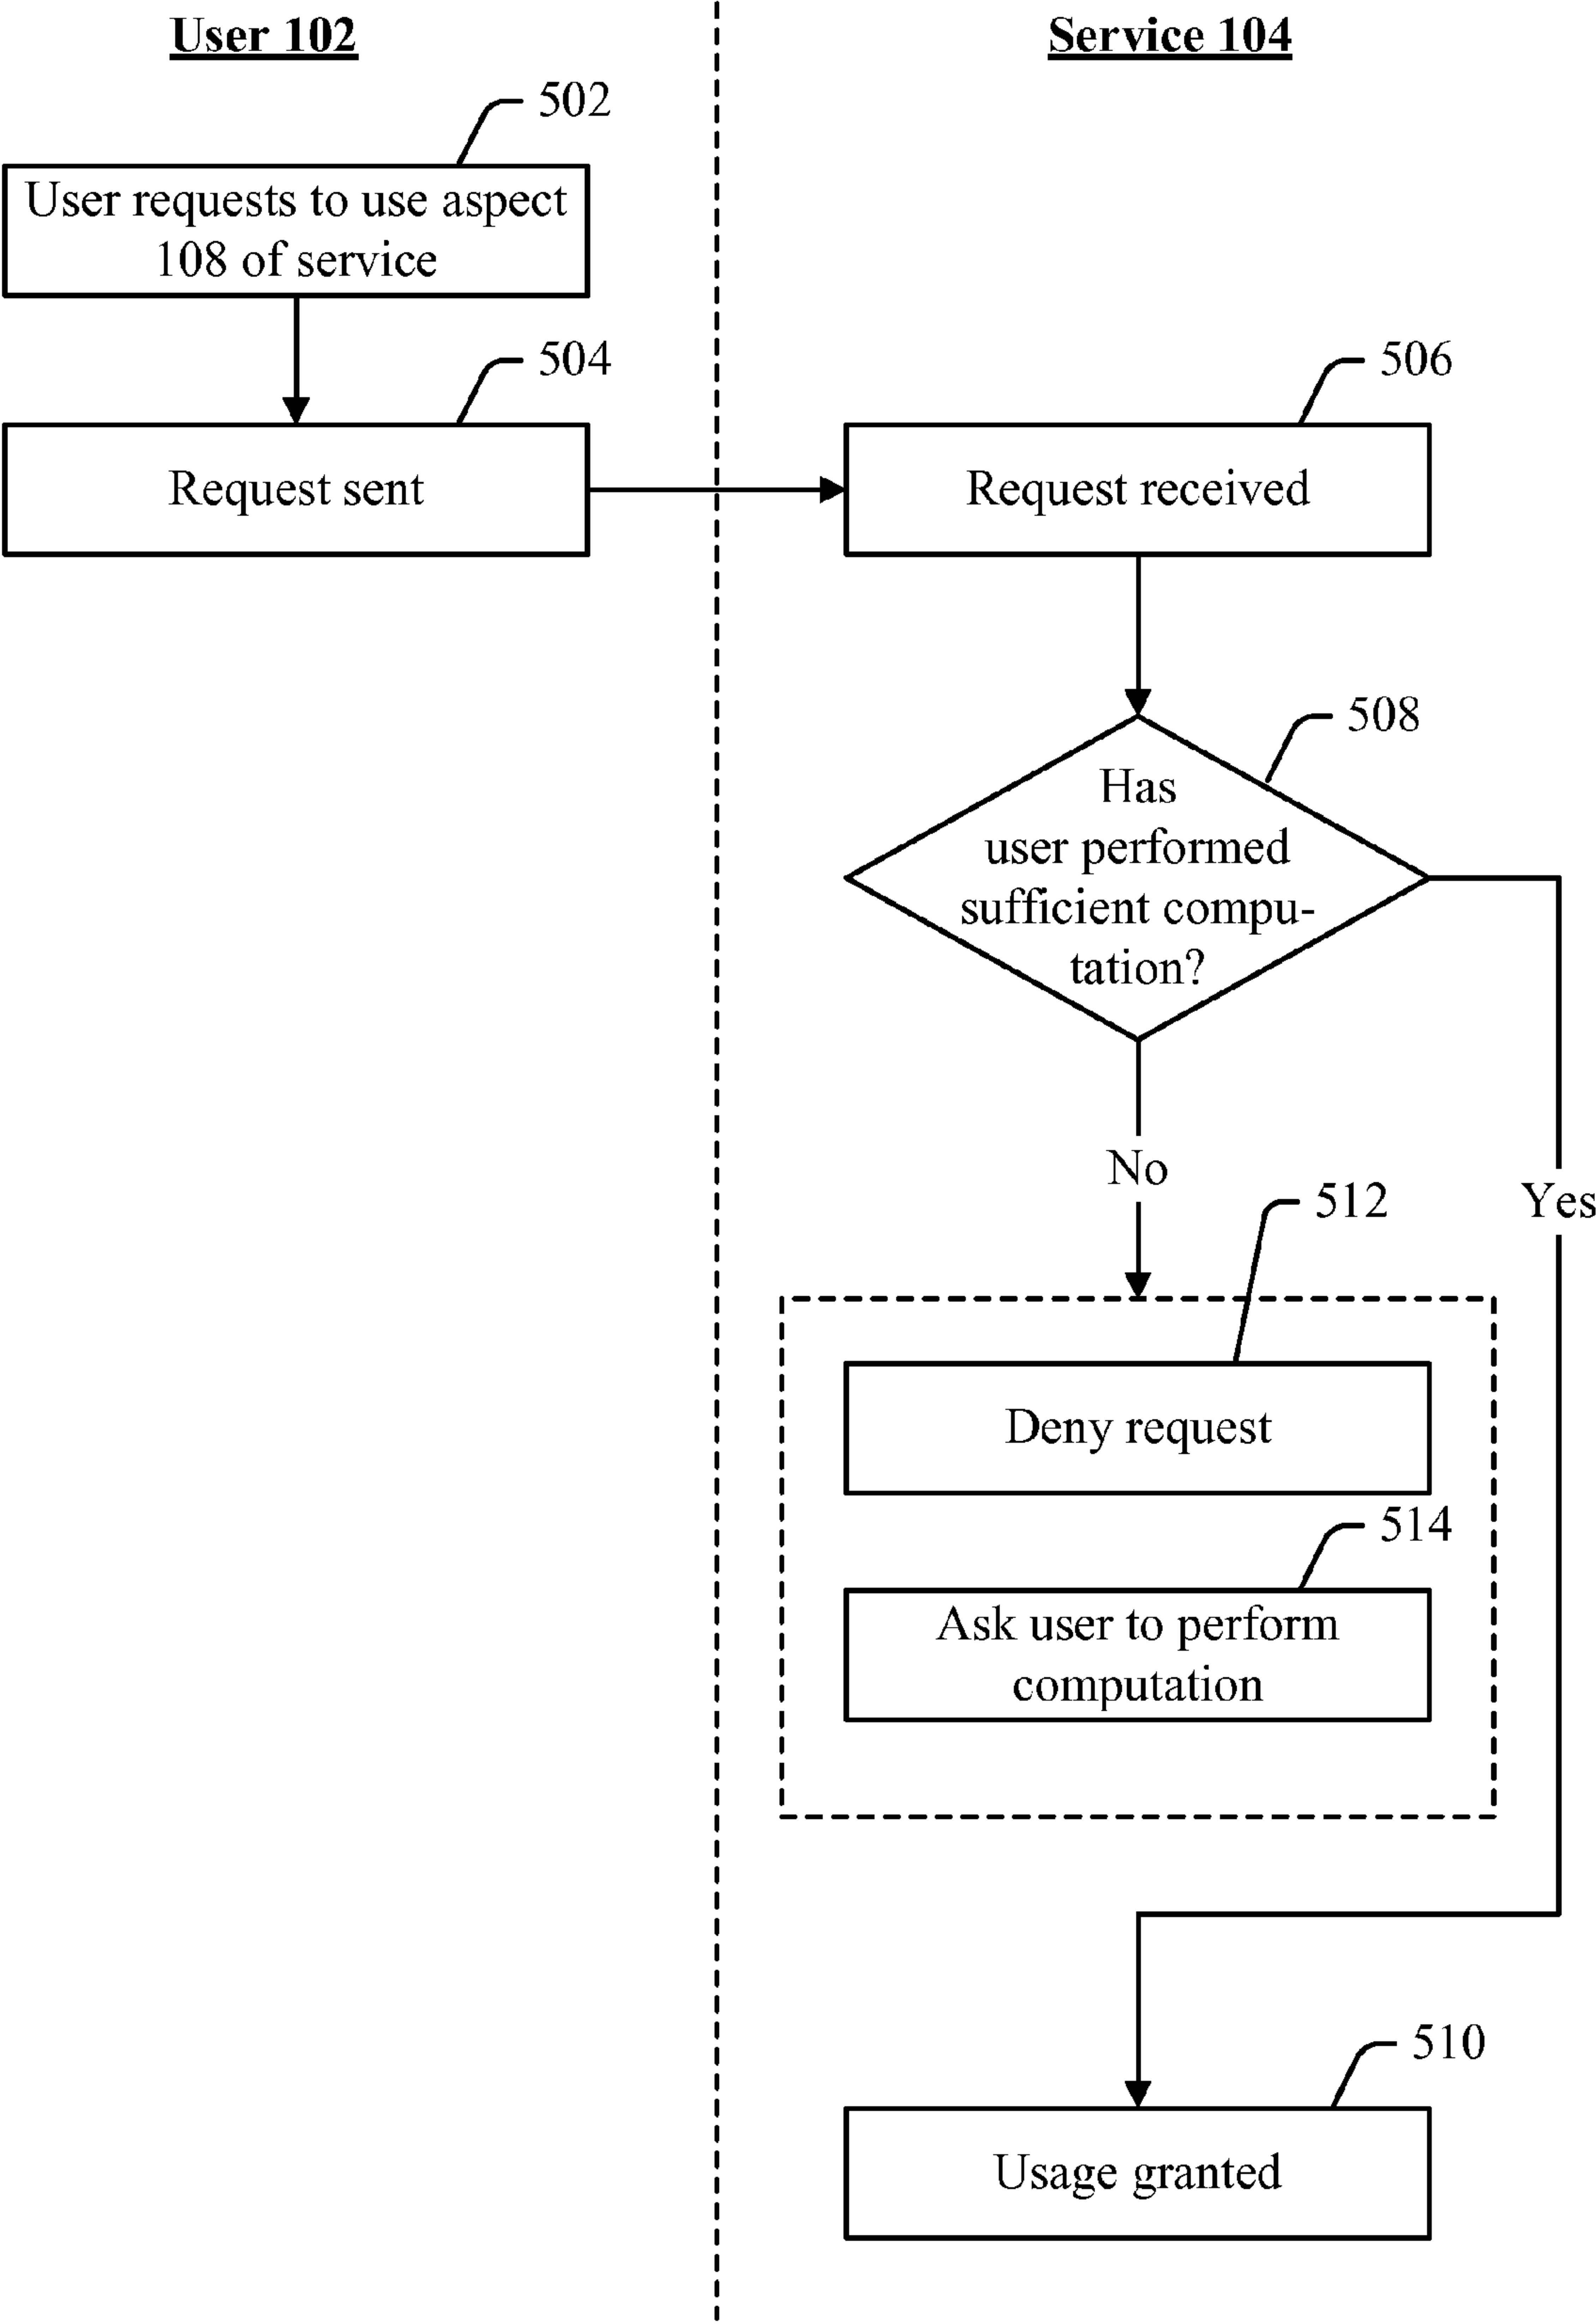 User 102
Service 104
502
User requests to use aspect
108 of service
504
Request sent
506
Request received
508
Has
user performed
sufficient compu-
tation?
No
Yes
512
Deny request
514
Ask user to perform
computation
510
Usage granted